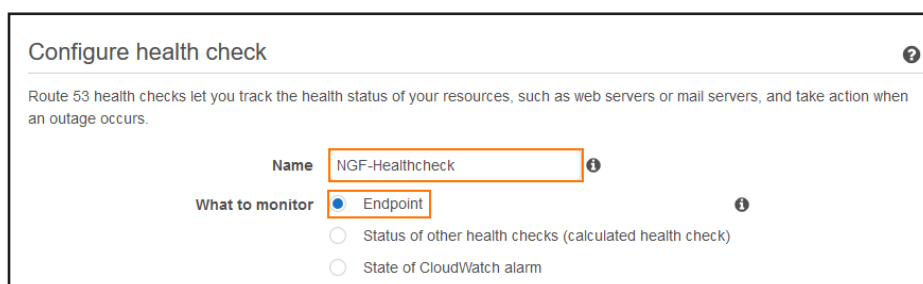 Configure health check
Route 53 health checks let you track the health status of your resources, such as web servers or mail servers, and take action when
an outage occurs.
Name NGF-Healthcheck
What to monitor Endpoint
Status of other health checks (calculated health check)
State of CloudWatch alarm